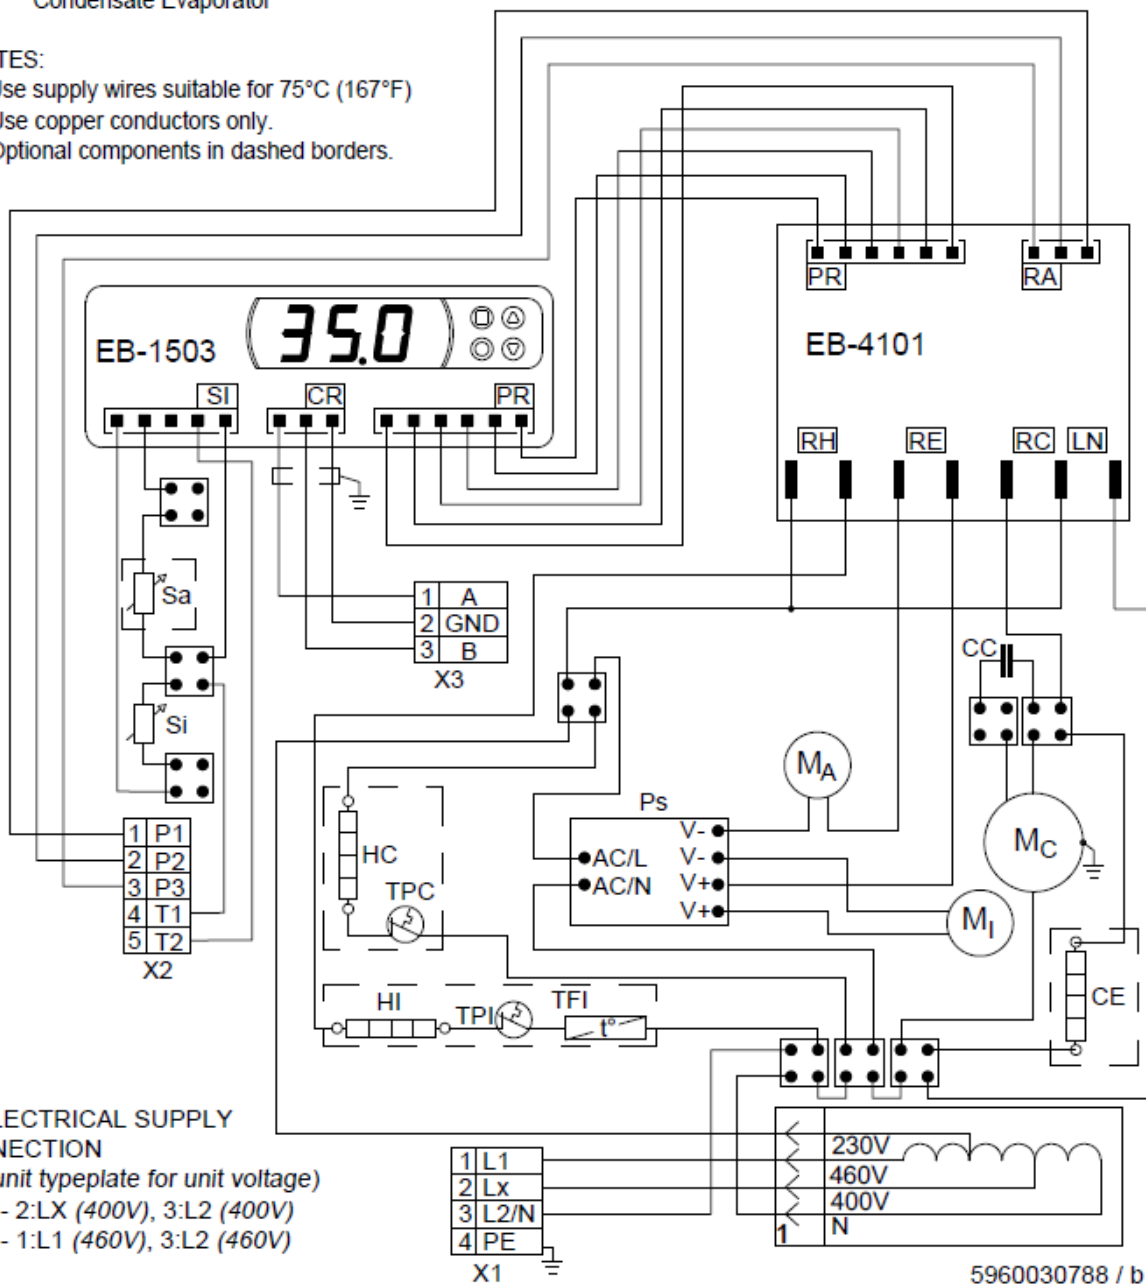 Condensate Evaporator
TES:
Use supply wires suitable for 75°C (167°F)
Use copper conductors only.
Optional components in dashed borders.
PR
RA
EB-4101
EB-1503
35.0
SI
CR
PR
RH
RE
RC
LN
Sa
1 A
2 GND
3 B
X3
CC
Si
MA
Ps
V-
V-
V+
V+
AC/L
AC/N
MC
MI
HC
TPC
1 P1
2 P2
3 P3
4 T1
5 T2
X2
HI
TPI
TFI
t°
CE
LECTRICAL SUPPLY
NECTION
unit typeplate for unit voltage)
- 2:LX (400V), 3:L2 (400V)
- 1:L1 (460V), 3:L2 (460V)
1 L1
2 Lx
3 L2/N
4 PE
X1
230V
460V
400V
N
1
5960030788 / b